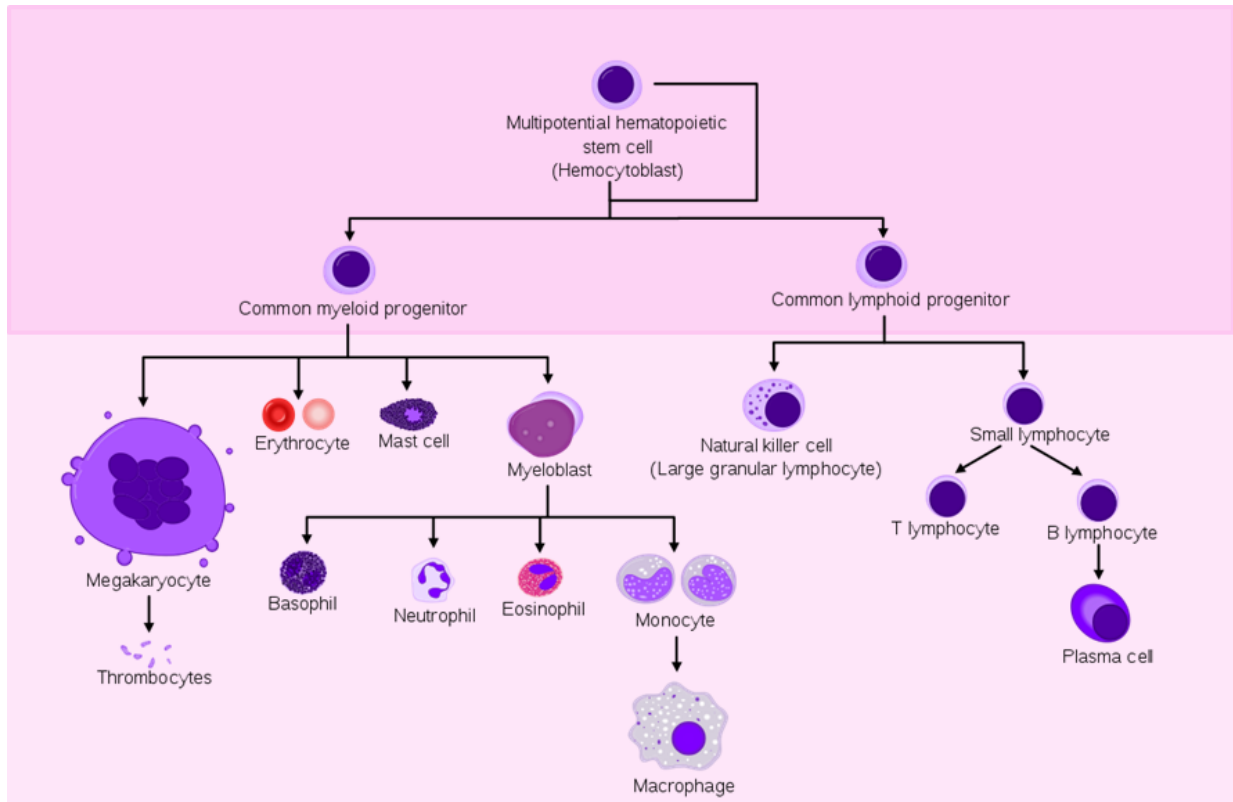 Multipotential hematopoietic
stem cell
(Hemocytoblast)
Common myeloid progenitor
Common lymphoid progenitor
Erythrocyte
Mast cell
Myeloblast
Natural killer cell
(Large granular lymphocyte)
Small lymphocyte
T lymphocyte
B lymphocyte
Megakaryocyte
Basophil
Neutrophil
Eosinophil
Monocyte
Plasma cell
Thrombocytes
Macrophage